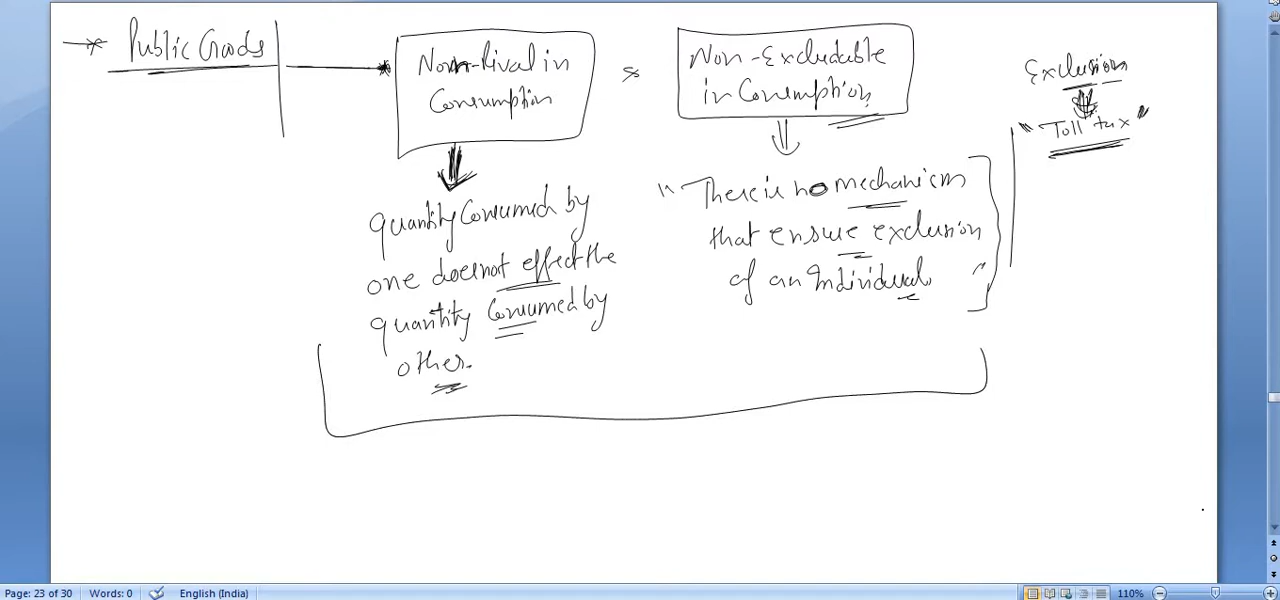 Public Goods
Non-Rival in
Consumption
&
Non-Excludable
in Consumption
Exclusion
"Toll tax"
quantity Consumed by
one does not effect the
quantity Consumed by
other.
"There is no mechanism
that ensure exclusion
of an Individual."
Page: 23 of 30 Words: 0 English (India) 110%